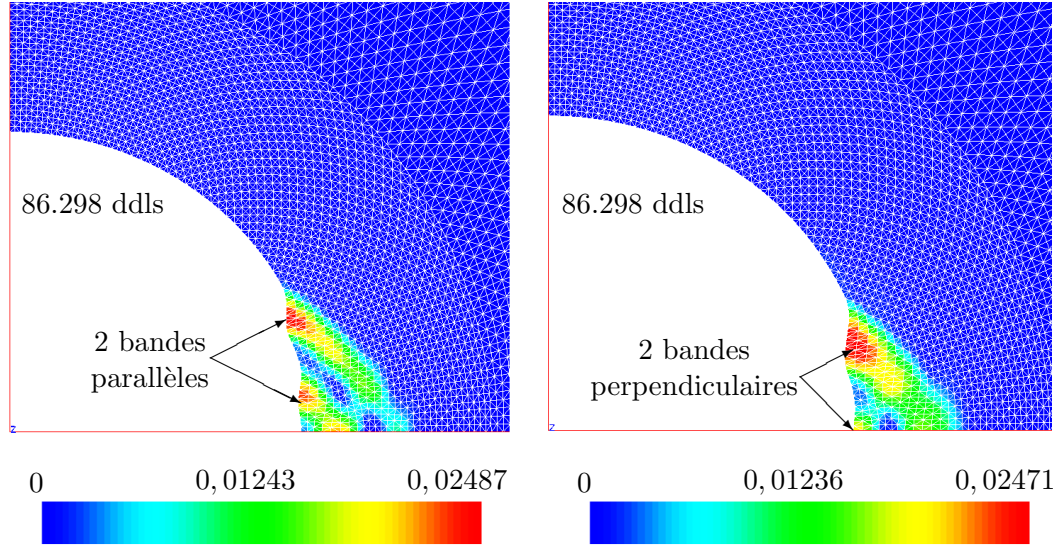 86.298 ddls
2 bandes
parallèles
z
0
0, 01243
0, 02487
86.298 ddls
2 bandes
perpendiculaires
z
0
0, 01236
0, 02471